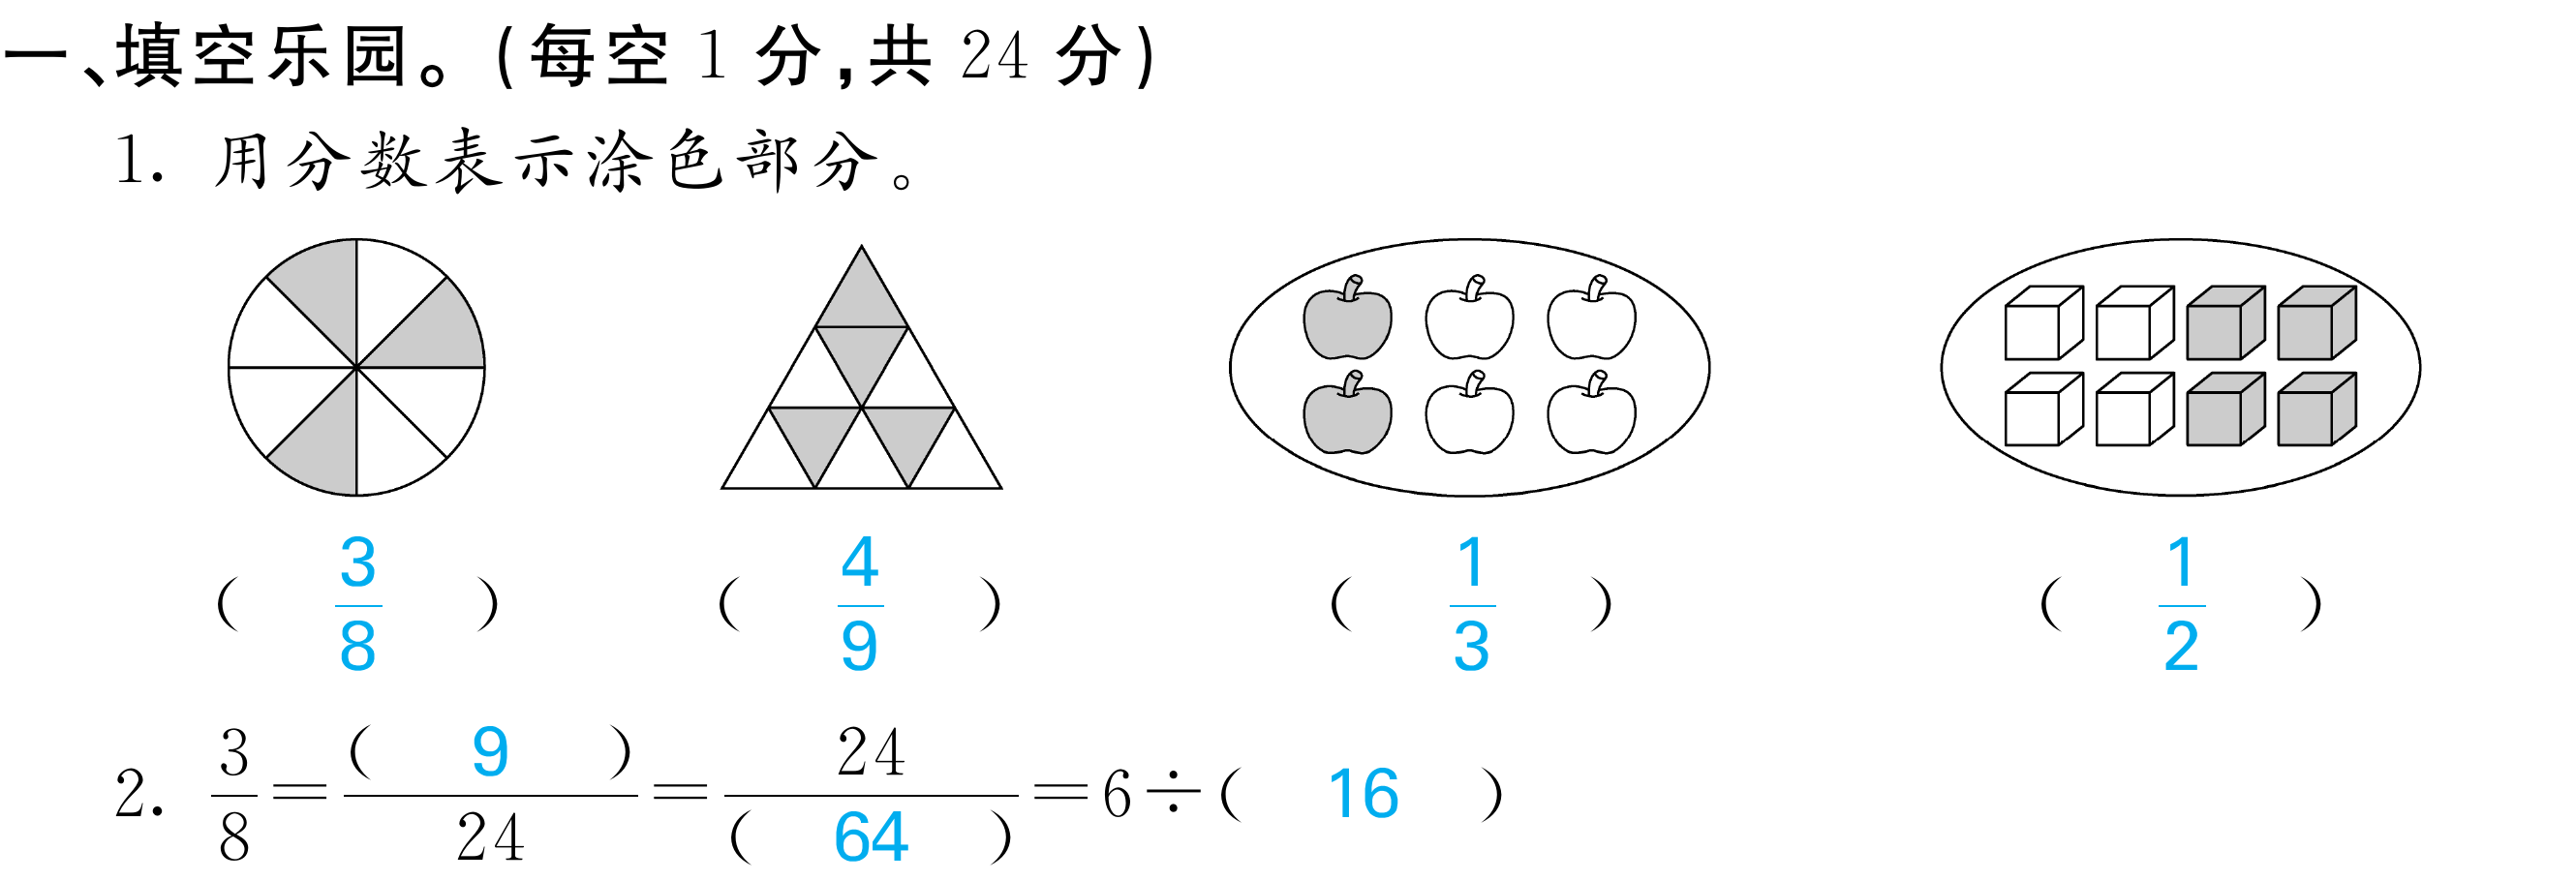 一、填空乐园。(每空 1 分,共 24 分)
1. 用分数表示涂色部分。
( 3/8 ) ( 4/9 ) ( 1/3 ) ( 1/2 )
2. 3/8=( 9 )/24=24/( 64 )=6÷( 16 )